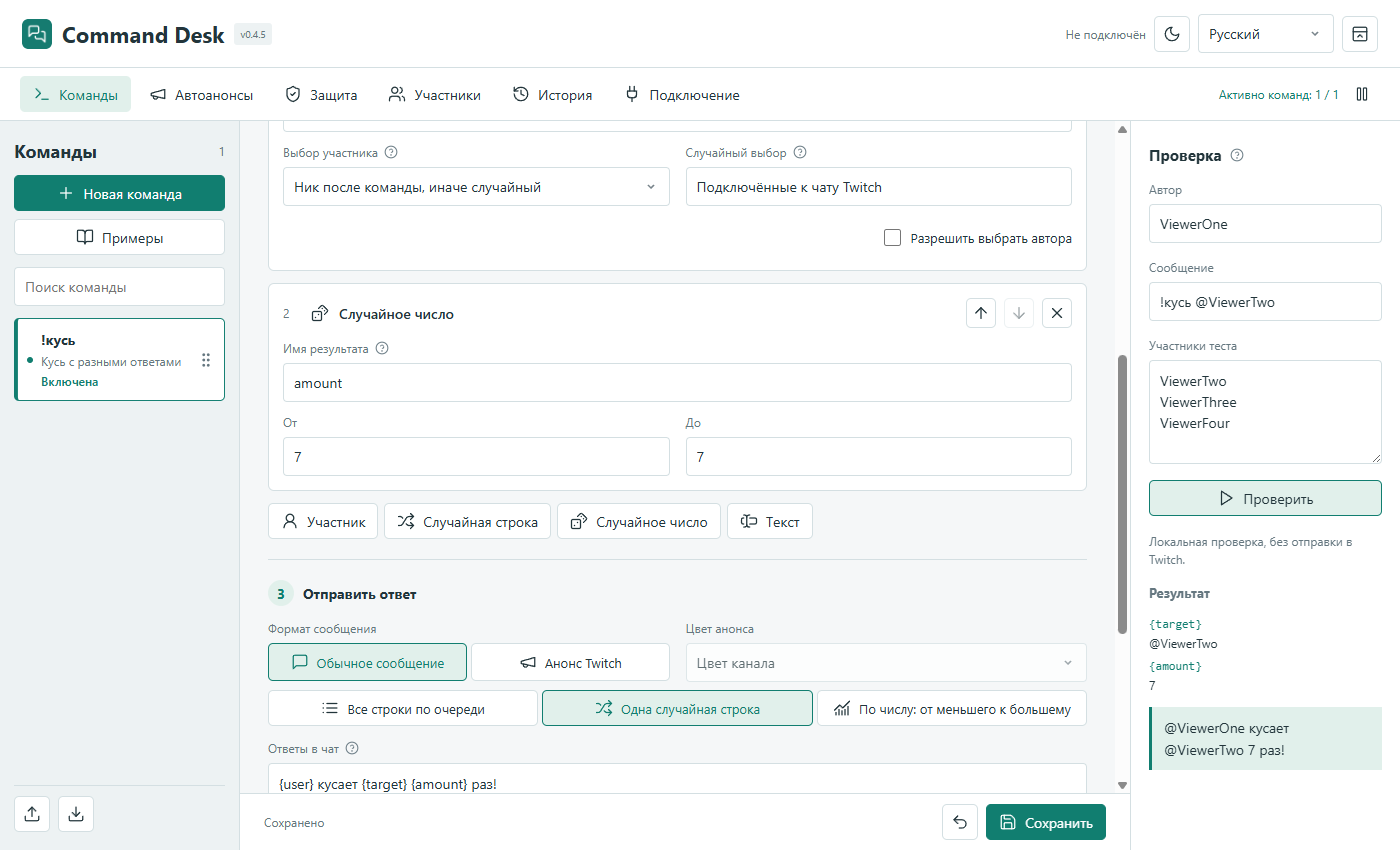 Command Desk v0.4.5
Не подключён
Русский
Команды
Автоанонсы
Защита
Участники
История
Подключение
Активно команд: 1 / 1
Команды 1
Новая команда
Примеры
Поиск команды
!кусь
Кусь с разными ответами
Включена
Выбор участника ?
Случайный выбор ?
Ник после команды, иначе случайный
Подключённые к чату Twitch
Разрешить выбрать автора
2 Случайное число
Имя результата ?
amount
От
До
7
7
Участник
Случайная строка
Случайное число
Текст
3 Отправить ответ
Формат сообщения
Цвет анонса
Обычное сообщение
Анонс Twitch
Цвет канала
Все строки по очереди
Одна случайная строка
По числу: от меньшего к большему
Ответы в чат ?
{user} кусает {target} {amount} раз!
Сохранено
Сохранить
Проверка ?
Автор
ViewerOne
Сообщение
!кусь @ViewerTwo
Участники теста
ViewerTwo
ViewerThree
ViewerFour
Проверить
Локальная проверка, без отправки в
Twitch.
Результат
{target}
@ViewerTwo
{amount}
7
@ViewerOne кусает
@ViewerTwo 7 раз!